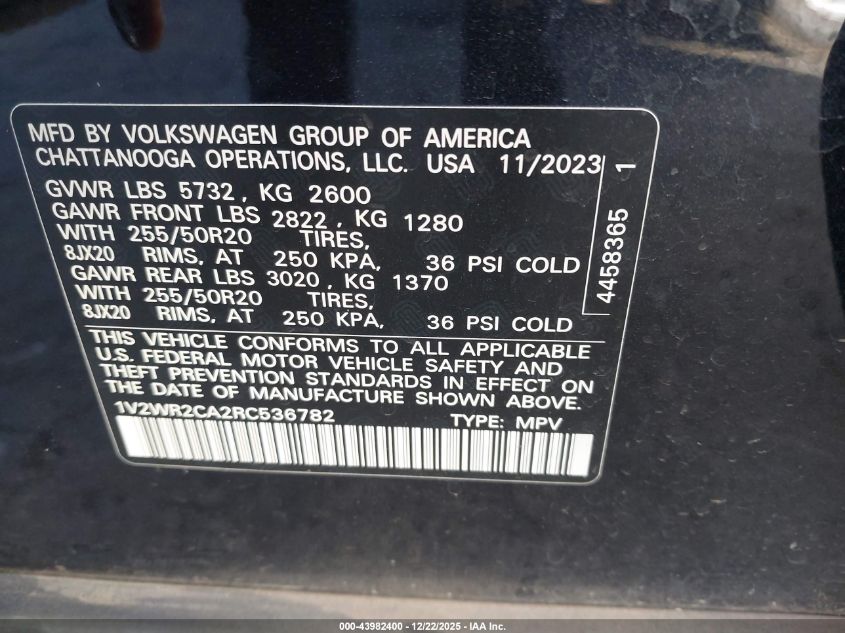 MFD BY VOLKSWAGEN GROUP OF AMERICA
CHATTANOOGA OPERATIONS, LLC. USA 11/2023
GVWR LBS 5732, KG 2600
GAWR FRONT LBS 2822, KG 1280
WITH 255/50R20 TIRES,
8JX20 RIMS, AT 250 KPA, 36 PSI COLD
GAWR REAR LBS 3020, KG 1370
WITH 255/50R20 TIRES,
8JX20 RIMS, AT 250 KPA, 36 PSI COLD
THIS VEHICLE CONFORMS TO ALL APPLICABLE
U.S. FEDERAL MOTOR VEHICLE SAFETY AND
THEFT PREVENTION STANDARDS IN EFFECT ON
THE DATE OF MANUFACTURE SHOWN ABOVE.
1V2WR2CA2RC536782 TYPE: MPV
4458365 1
000-43982400 - 12/22/2025 - IAA Inc.